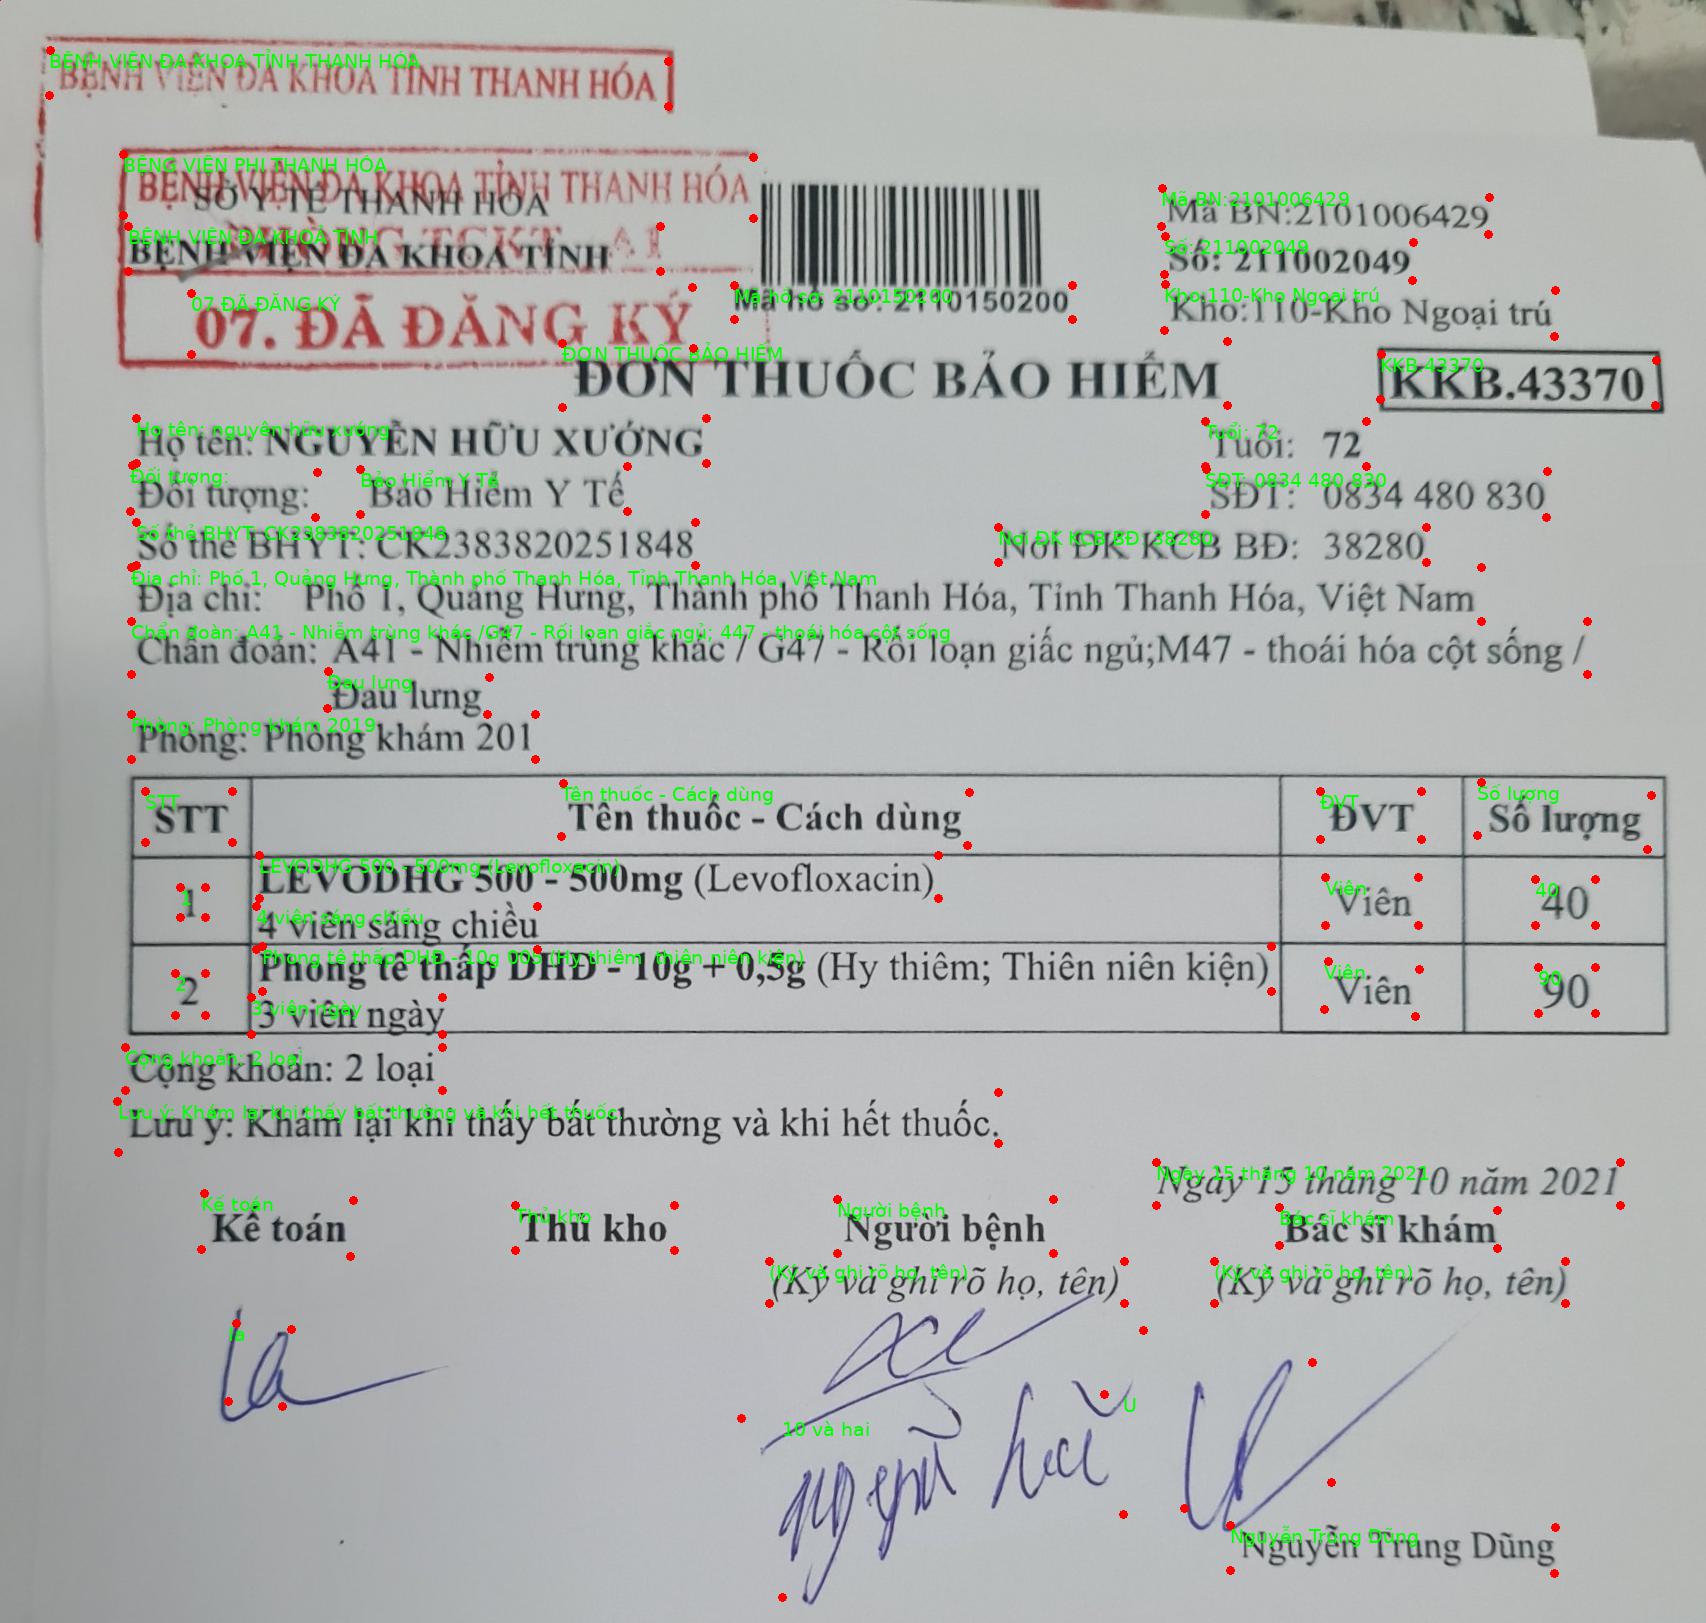 BỆNH VIỆN ĐA KHOA TỈNH THANH HÓA
BỆNH VIỆN ĐA KHOA TỈNH THANH HÓA
SỞ Y TẾ THANH HÓA
BỆNH VIỆN ĐA KHOA TỈNH
07. ĐÃ ĐĂNG KÝ
Mã hồ sơ: 2110150200
Mã BN:2101006429
Số: 211002049
Kho:110-Kho Ngoại trú
ĐƠN THUỐC BẢO HIỂM
KKB.43370
Họ tên: NGUYỄN HỮU XƯỚNG Tuổi: 72
Đối tượng: Bảo Hiểm Y Tế SĐT: 0834 480 830
Số thẻ BHYT: CK2383820251848 Nơi ĐK KCB BĐ: 38280
Địa chỉ: Phố 1, Quảng Hưng, Thành phố Thanh Hóa, Tỉnh Thanh Hóa, Việt Nam
Chẩn đoán: A41 - Nhiễm trùng khác / G47 - Rối loạn giấc ngủ;M47 - thoái hóa cột sống /
Đau lưng
Phòng: Phòng khám 201
STT Tên thuốc - Cách dùng ĐVT Số lượng
1 LEVODHG 500 - 500mg (Levofloxacin) Viên 40
4 viên sáng chiều
2 Phong tê thấp DHĐ - 10g + 0,5g (Hy thiêm; Thiên niên kiện) Viên 90
3 viên ngày
Cộng khoản: 2 loại
Lưu ý: Khám lại khi thấy bất thường và khi hết thuốc.
Ngày 15 tháng 10 năm 2021
Kế toán Thủ kho Người bệnh Bác sĩ khám
(Ký và ghi rõ họ, tên) (Ký và ghi rõ họ, tên)
Nguyễn Trung Dũng